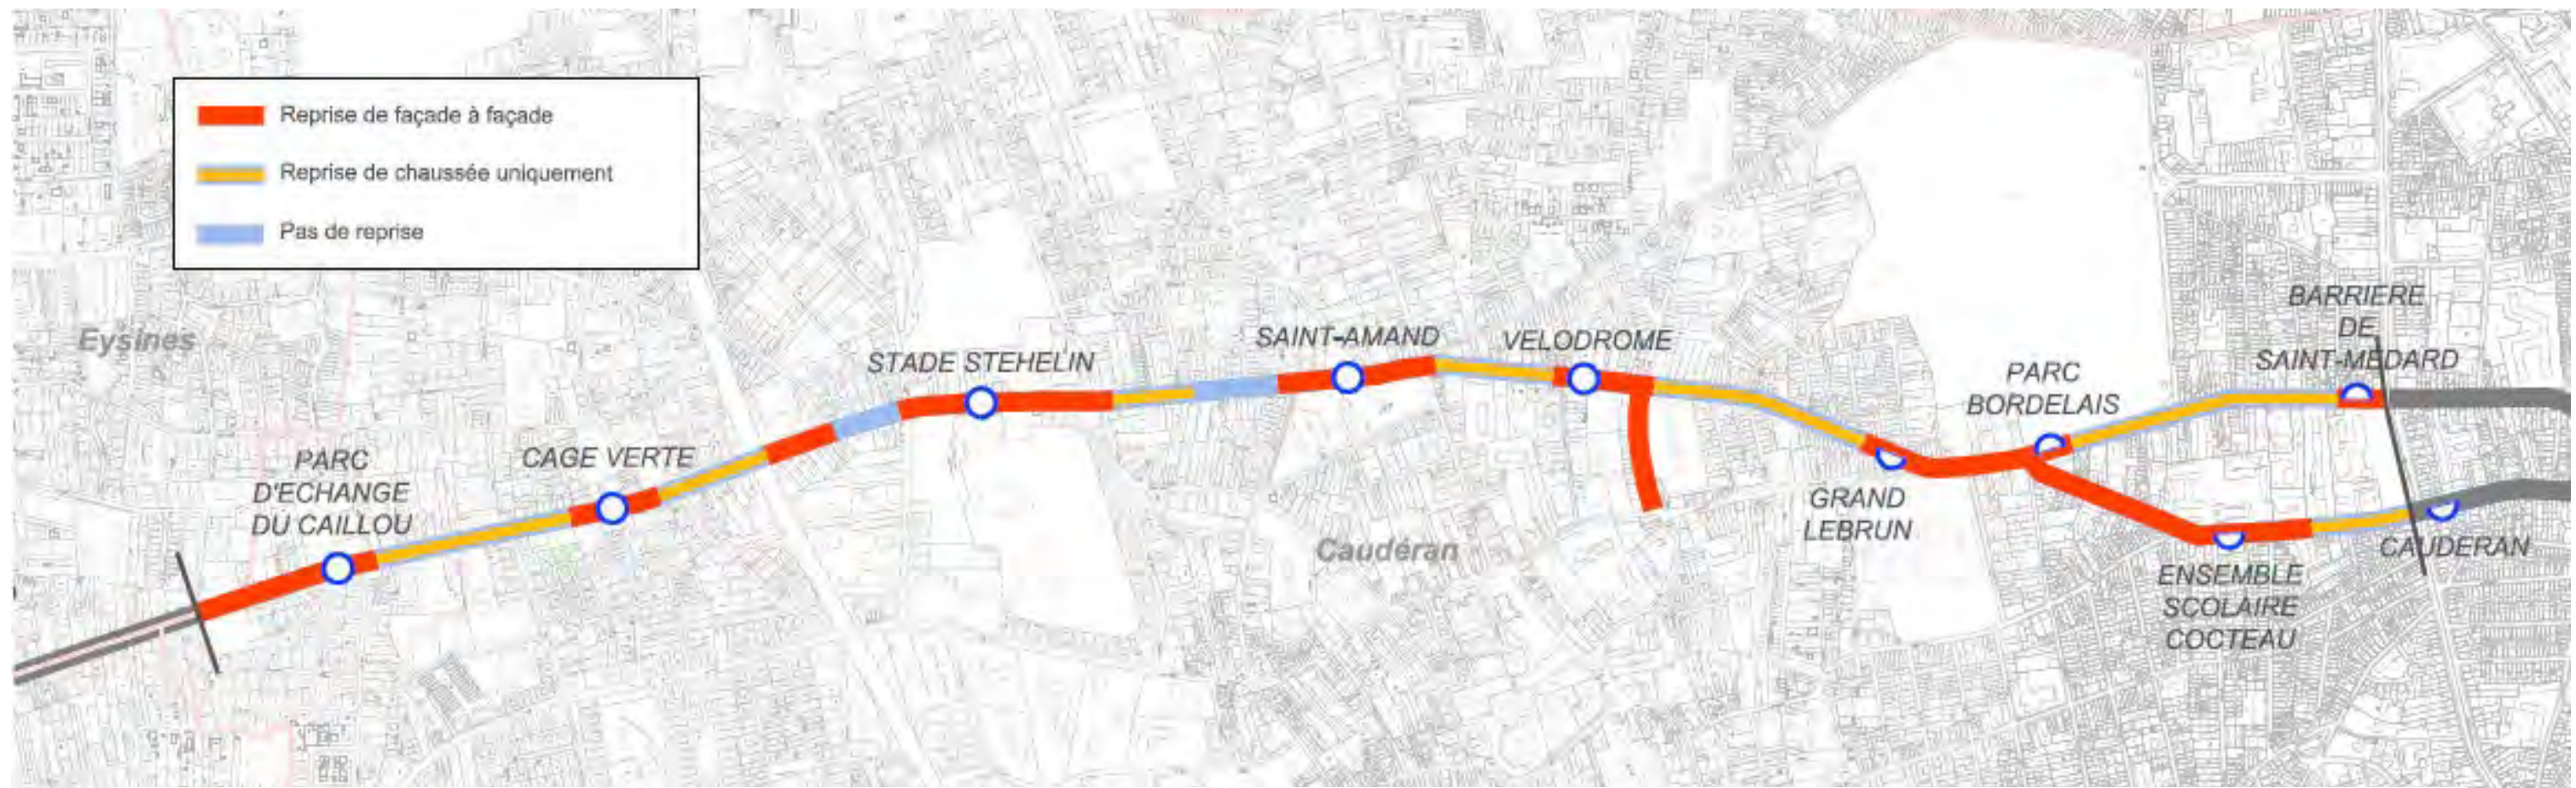 Reprise de façade à façade
Reprise de chaussée uniquement
Pas de reprise
Eysines
PARC
D'ECHANGE
DU CAILLOU
CAGE VERTE
STADE STEHELIN
SAINT-AMAND
VELODROME
Caudéran
GRAND
LEBRUN
PARC
BORDELAIS
BARRIERE
DE
SAINT-MEDARD
CAUDERAN
ENSEMBLE
SCOLAIRE
COCTEAU